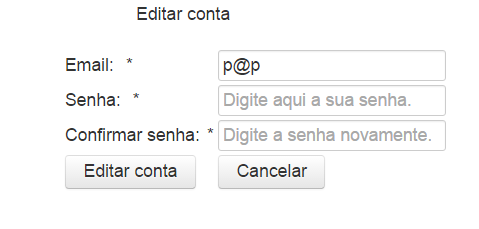 Editar conta
Email: * p@p
Senha: * Digite aqui a sua senha.
Confirmar senha: * Digite a senha novamente.
Editar conta Cancelar